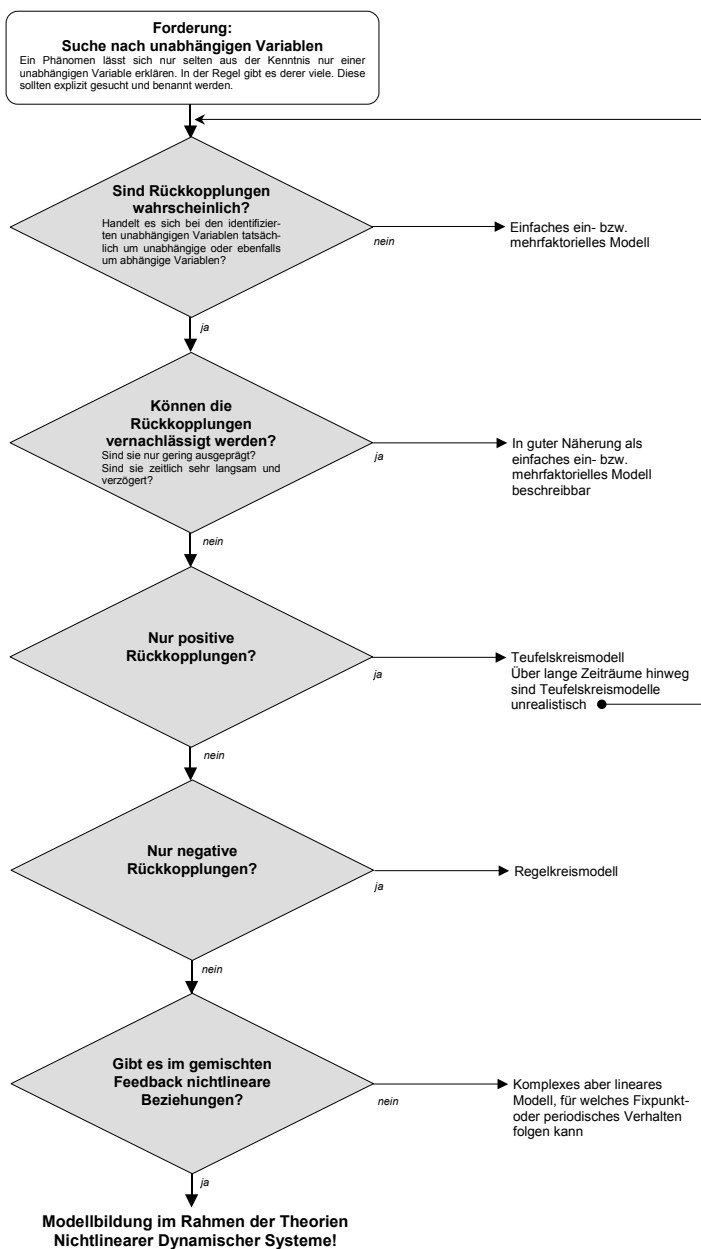 Forderung:
Suche nach unabhängigen Variablen
Ein Phänomen lässt sich nur selten aus der Kenntnis nur einer
unabhängigen Variable erklären. In der Regel gibt es derer viele. Diese
sollten explizit gesucht und benannt werden.
Sind Rückkopplungen
wahrscheinlich?
Handelt es sich bei den identifizier-
ten unabhängigen Variablen tatsäch-
lich um unabhängige oder ebenfalls
um abhängige Variablen?
nein
Einfaches ein- bzw.
mehrfaktorielles Modell
ja
Können die
Rückkopplungen
vernachlässigt werden?
Sind sie nur gering ausgeprägt?
Sind sie zeitlich sehr langsam und
verzögert?
ja
In guter Näherung als
einfaches ein- bzw.
mehrfaktorielles Modell
beschreibbar
nein
Nur positive
Rückkopplungen?
ja
Teufelskreismodell
Über lange Zeiträume hinweg
sind Teufelskreismodelle
unrealistisch
nein
Nur negative
Rückkopplungen?
ja
Regelkreismodell
nein
Gibt es im gemischten
Feedback nichtlineare
Beziehungen?
nein
Komplexes aber lineares
Modell, für welches Fixpunkt-
oder periodisches Verhalten
folgen kann
ja
Modellbildung im Rahmen der Theorien
Nichtlinearer Dynamischer Systeme!